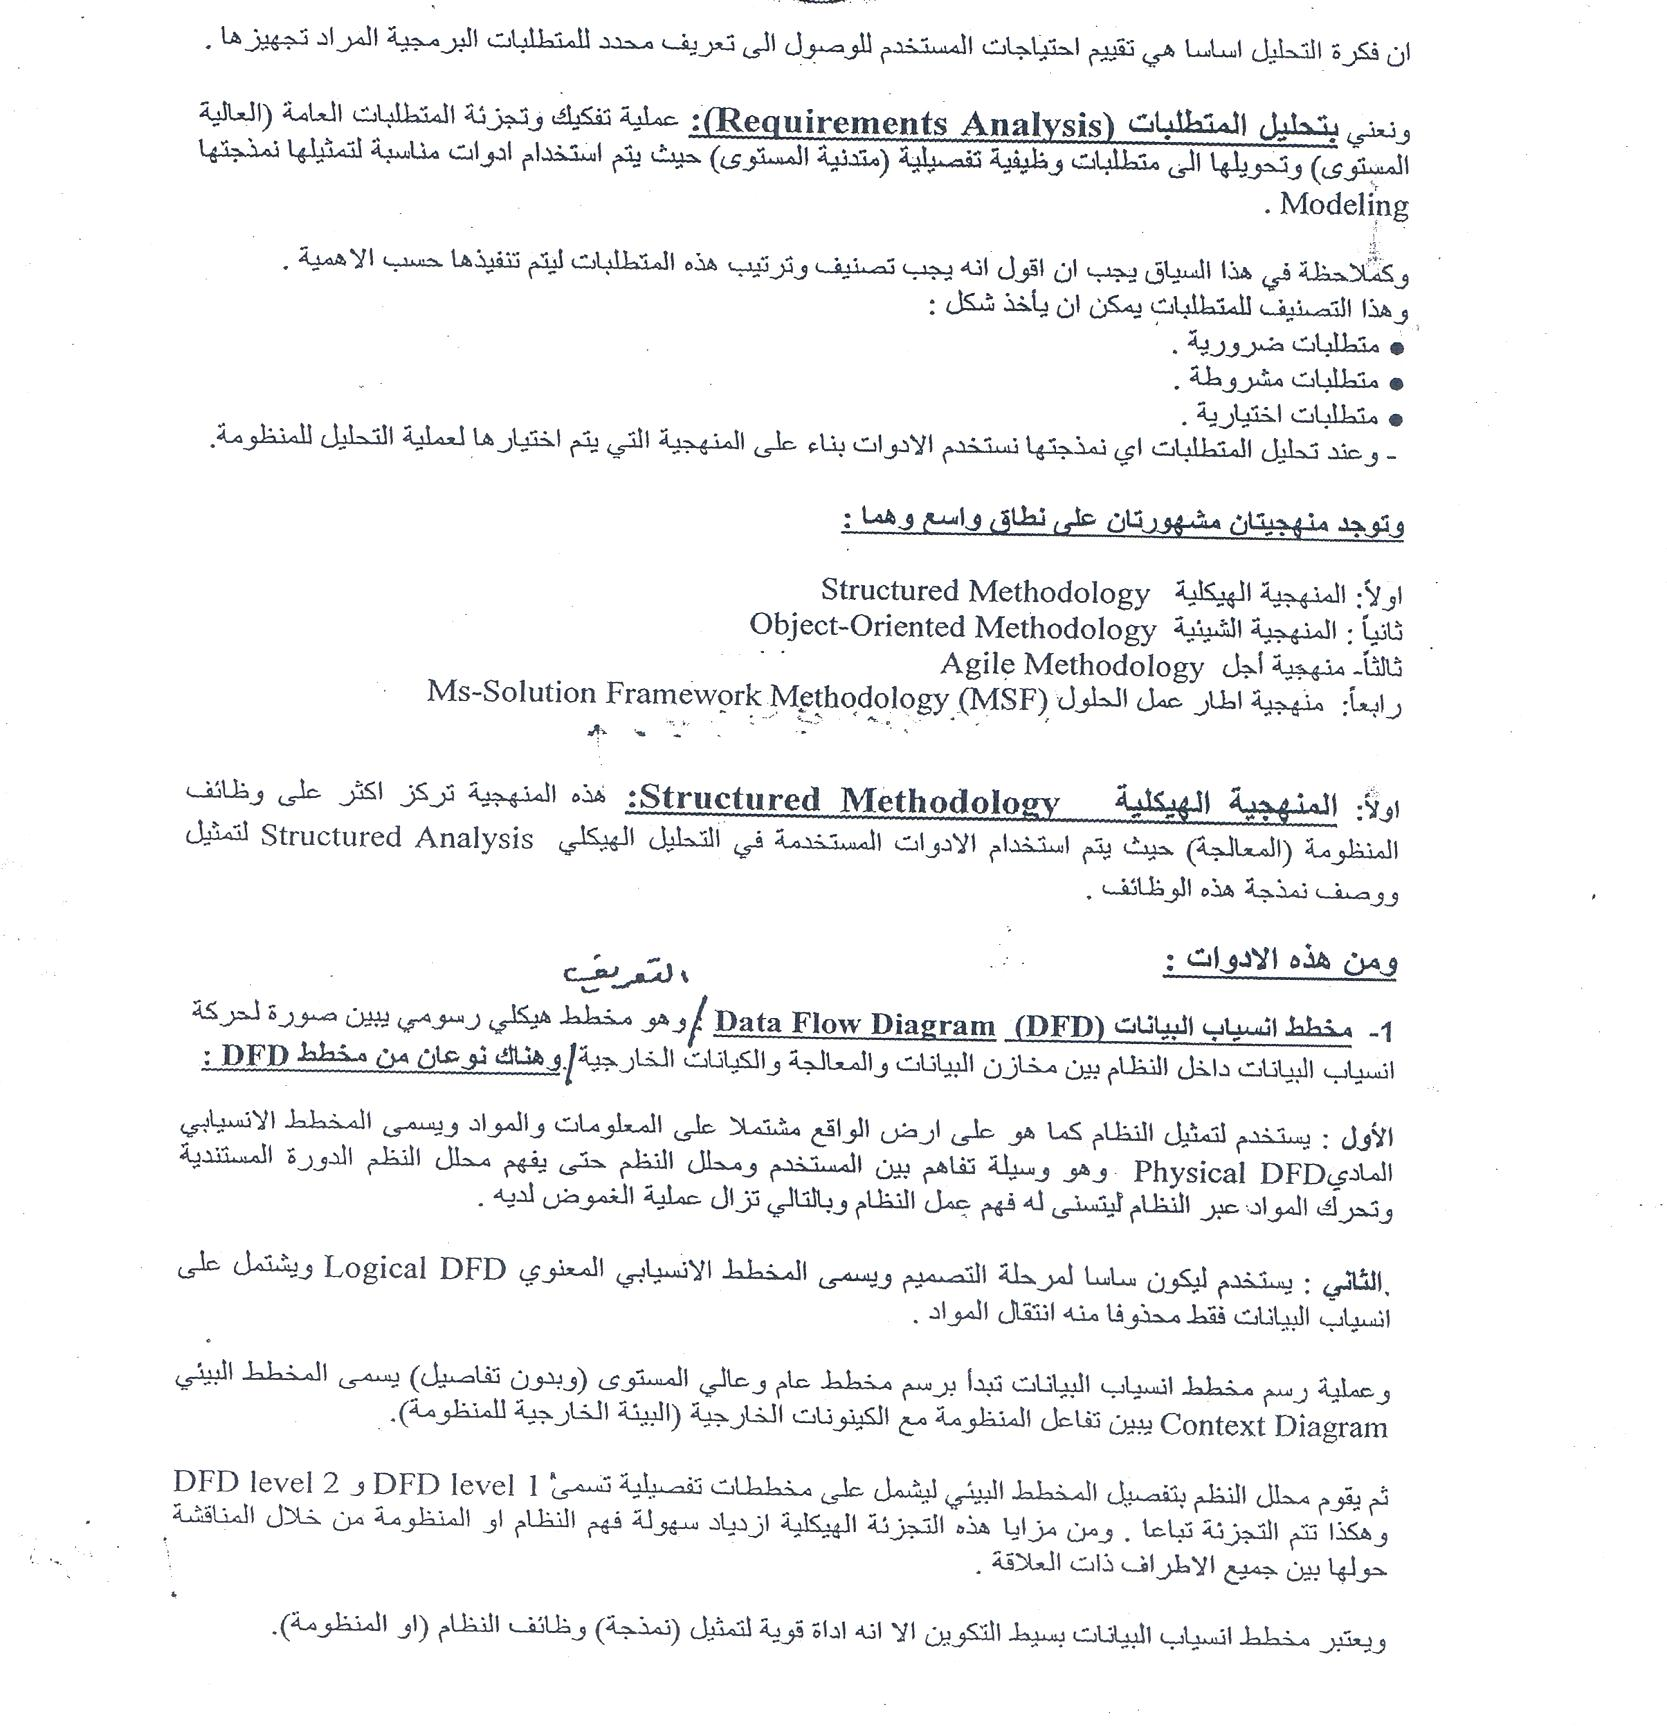 ان فكرة التحليل اساسا هي تقييم احتياجات المستخدم للوصول الى تعريف محدد للمتطلبات البرمجية المراد تجهيزها .
ونعني بتحليل المتطلبات (Requirements Analysis): عملية تفكيك وتجزئة المتطلبات العامة (العالية
المستوى) وتحويلها الى متطلبات وظيفية تفصيلية (متدنية المستوى) حيث يتم استخدام ادوات مناسبة لتمثيلها نمذجتها
Modeling .
وكملاحظة في هذا السياق يجب ان اقول انه يجب تصنيف وترتيب هذه المتطلبات ليتم تنفيذها حسب الاهمية .
وهذا التصنيف للمتطلبات يمكن ان يأخذ شكل :
• متطلبات ضرورية .
• متطلبات مشروطة .
• متطلبات اختيارية .
- وعند تحليل المتطلبات اي نمذجتها نستخدم الادوات بناء على المنهجية التي يتم اختيارها لعملية التحليل للمنظومة.
وتوجد منهجيتان مشهورتان على نطاق واسع وهما :
اولاً: المنهجية الهيكلية Structured Methodology
ثانياً : المنهجية الشيئية Object-Oriented Methodology
ثالثاً- منهجية أجل Agile Methodology
رابعاً: منهجية اطار عمل الحلول Ms-Solution Framework Methodology (MSF)
اولاً: المنهجية الهيكلية Structured Methodology: هذه المنهجية تركز اكثر على وظائف
المنظومة (المعالجة) حيث يتم استخدام الادوات المستخدمة في التحليل الهيكلي Structured Analysis لتمثيل
ووصف نمذجة هذه الوظائف .
ومن هذه الادوات :
التعريف
1- مخطط انسياب البيانات Data Flow Diagram (DFD) / وهو مخطط هيكلي رسومي يبين صورة لحركة
انسياب البيانات داخل النظام بين مخازن البيانات والمعالجة والكيانات الخارجية/.وهناك نوعان من مخطط DFD :
الأول : يستخدم لتمثيل النظام كما هو على ارض الواقع مشتملا على المعلومات والمواد ويسمى المخطط الانسيابي
المادي Physical DFD وهو وسيلة تفاهم بين المستخدم ومحلل النظم حتى يفهم محلل النظم الدورة المستندية
وتحرك المواد عبر النظام ليتسنى له فهم عمل النظام وبالتالي تزال عملية الغموض لديه .
.الثاني : يستخدم ليكون ساسا لمرحلة التصميم ويسمى المخطط الانسيابي المعنوي Logical DFD ويشتمل على
انسياب البيانات فقط محذوفا منه انتقال المواد .
وعملية رسم مخطط انسياب البيانات تبدأ برسم مخطط عام وعالي المستوى (وبدون تفاصيل) يسمى المخطط البيئي
Context Diagram يبين تفاعل المنظومة مع الكينونات الخارجية (البيئة الخارجية للمنظومة).
ثم يقوم محلل النظم بتفصيل المخطط البيئي ليشمل على مخططات تفصيلية تسمى DFD level 1 و DFD level 2
وهكذا تتم التجزئة تباعا . ومن مزايا هذه التجزئة الهيكلية ازدياد سهولة فهم النظام او المنظومة من خلال المناقشة
حولها بين جميع الاطراف ذات العلاقة .
ويعتبر مخطط انسياب البيانات بسيط التكوين الا انه اداة قوية لتمثيل (نمذجة) وظائف النظام (او المنظومة).